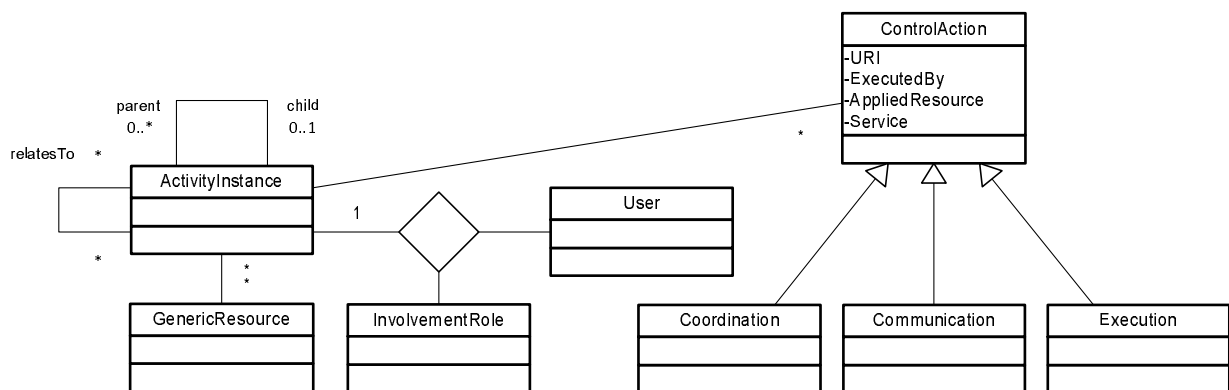 ControlAction
-URI
-ExecutedBy
-AppliedResource
-Service
parent
child
0..*
0..1
*
relatesTo *
ActivityInstance
User
1
*
*
*
GenericResource
InvolvementRole
Coordination
Communication
Execution